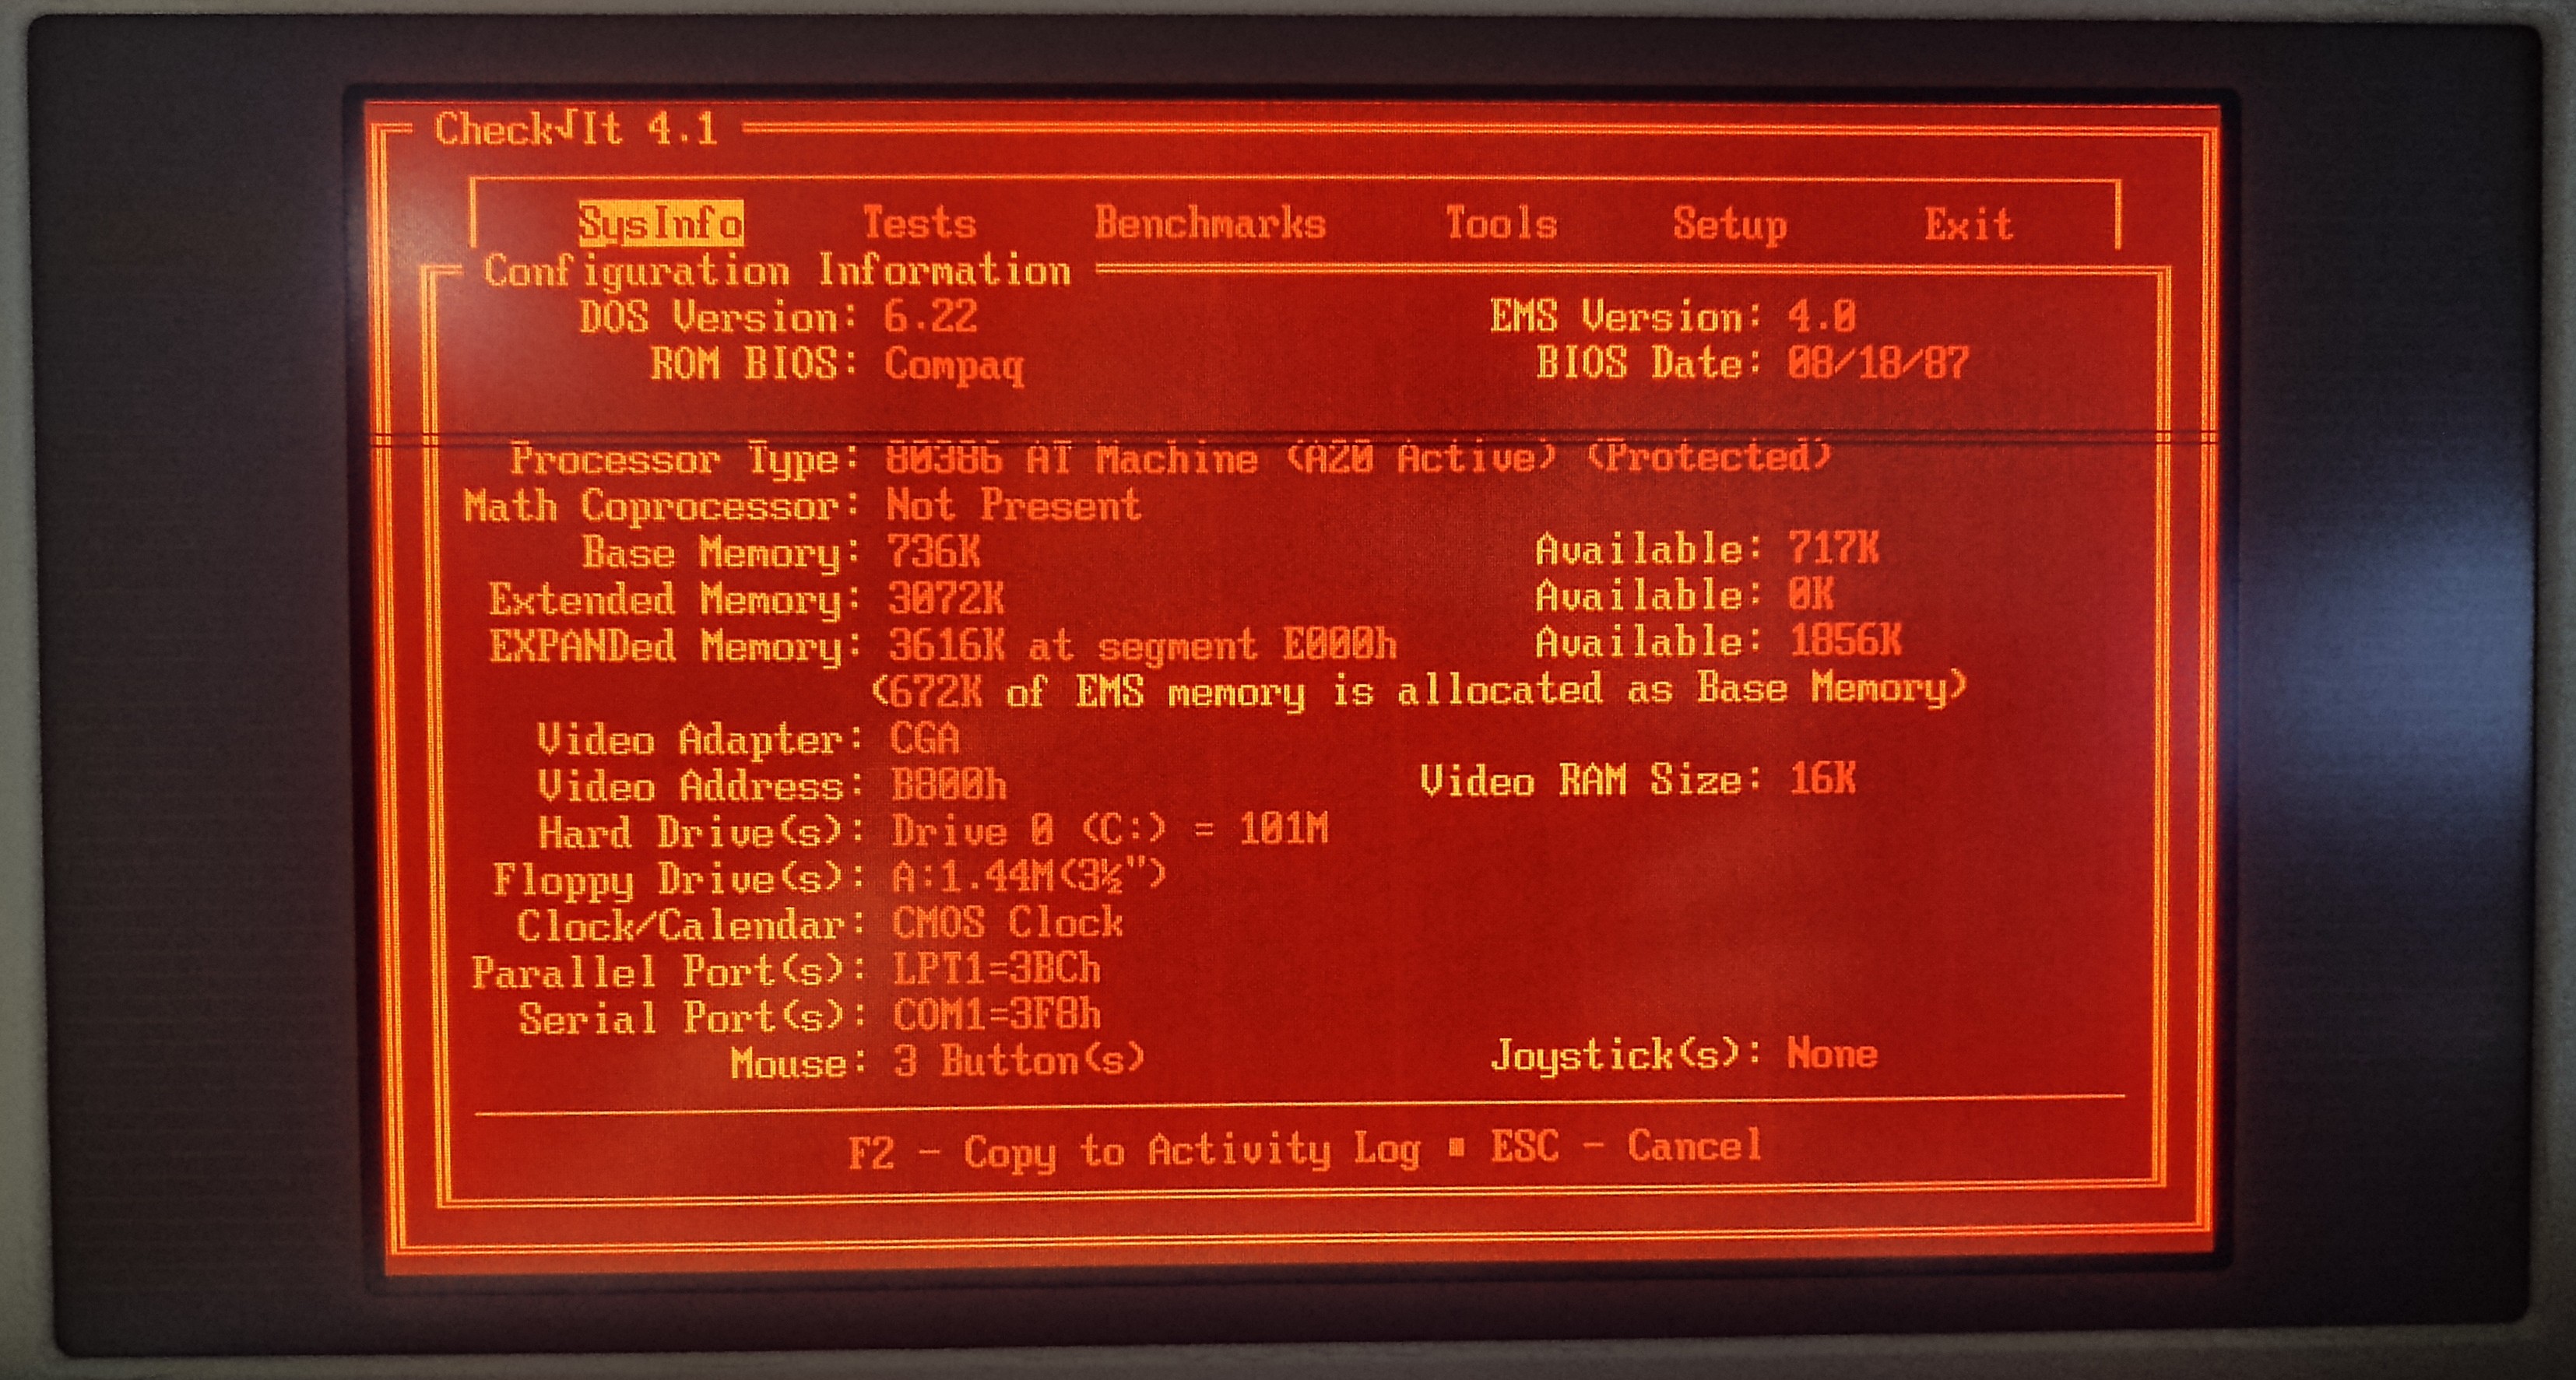 Check√It 4.1
SysInfo Tests Benchmarks Tools Setup Exit
Configuration Information
DOS Version: 6.22 EMS Version: 4.0
ROM BIOS: Compaq BIOS Date: 08/18/87
Processor Type: 80386 AT Machine (A20 Active) (Protected)
Math Coprocessor: Not Present
Base Memory: 736K Available: 717K
Extended Memory: 3072K Available: 0K
EXPANDed Memory: 3616K at segment E000h Available: 1856K
(672K of EMS memory is allocated as Base Memory)
Video Adapter: CGA
Video Address: B800h Video RAM Size: 16K
Hard Drive(s): Drive 0 (C:) = 101M
Floppy Drive(s): A:1.44M(3½")
Clock/Calendar: CMOS Clock
Parallel Port(s): LPT1=3BCh
Serial Port(s): COM1=3F8h
Mouse: 3 Button(s) Joystick(s): None
F2 - Copy to Activity Log ▪ ESC - Cancel